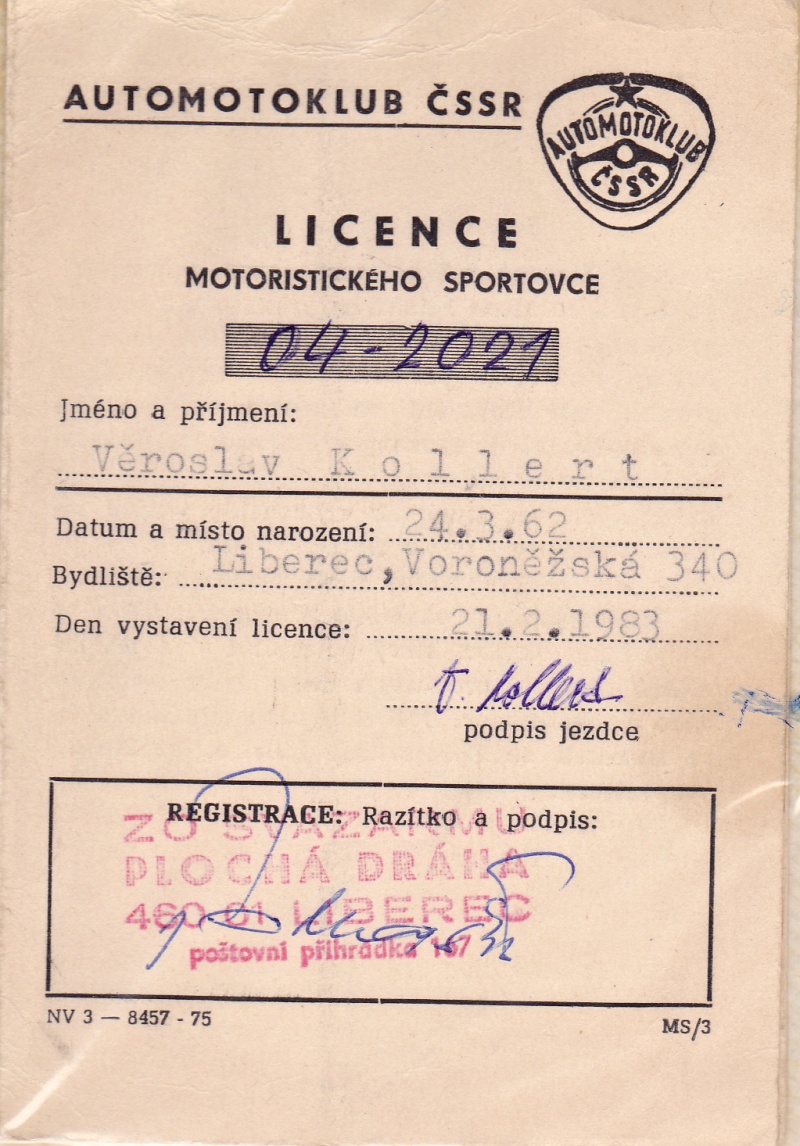 AUTOMOTOKLUB ČSSR
AUTOMOTOKLUB
ČSSR
LICENCE
MOTORISTICKÉHO SPORTOVCE
04-2021
Jméno a příjmení:
Věroslav Kollert
Datum a místo narození: 24.3.62
Bydliště: Liberec, Voroněžská 340
Den vystavení licence: 21.2.1983
V. Kollert
podpis jezdce
REGISTRACE: Razítko a podpis:
ZO SVAZARMU
PLOCHÁ DRÁHA
460 01 LIBEREC
poštovní přihrádka 167
NV 3 — 8457 - 75
MS/3